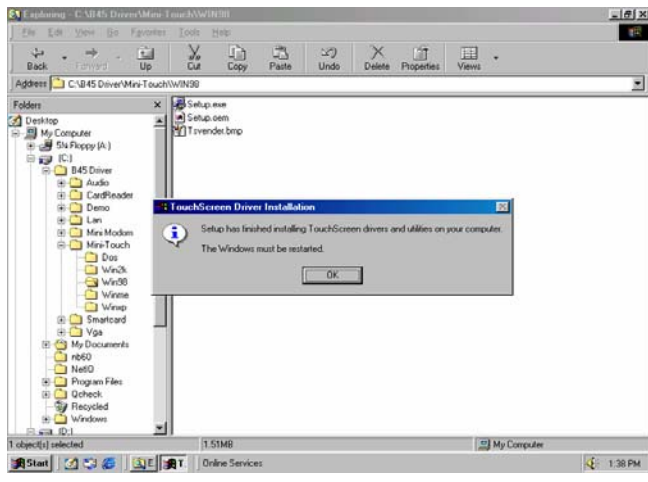 Exploring - C:\B45 Driver\Mini-Touch\WIN98
File Edit View Go Favorites Tools Help
Back Forward Up Cut Copy Paste Undo Delete Properties Views
Address C:\B45 Driver\Mini-Touch\WIN98
Folders
Desktop
My Computer
5¼ Floppy (A:)
(C:)
B45 Driver
Audio
CardReader
Demo
Lan
Mini Modom
Mini-Touch
Dos
Win2k
Win98
Winme
Winxp
Smartcard
Vga
My Documents
nb60
NetIO
Program Files
Qcheck
Recycled
Windows
(D:)
Setup.exe
Setup.oem
Tsvender.bmp
TouchScreen Driver Installation
Setup has finished installing TouchScreen drivers and utilities on your computer.
The Windows must be restarted.
OK
1 object(s) selected 1.51MB My Computer
Start E T. Online Services 1:38 PM